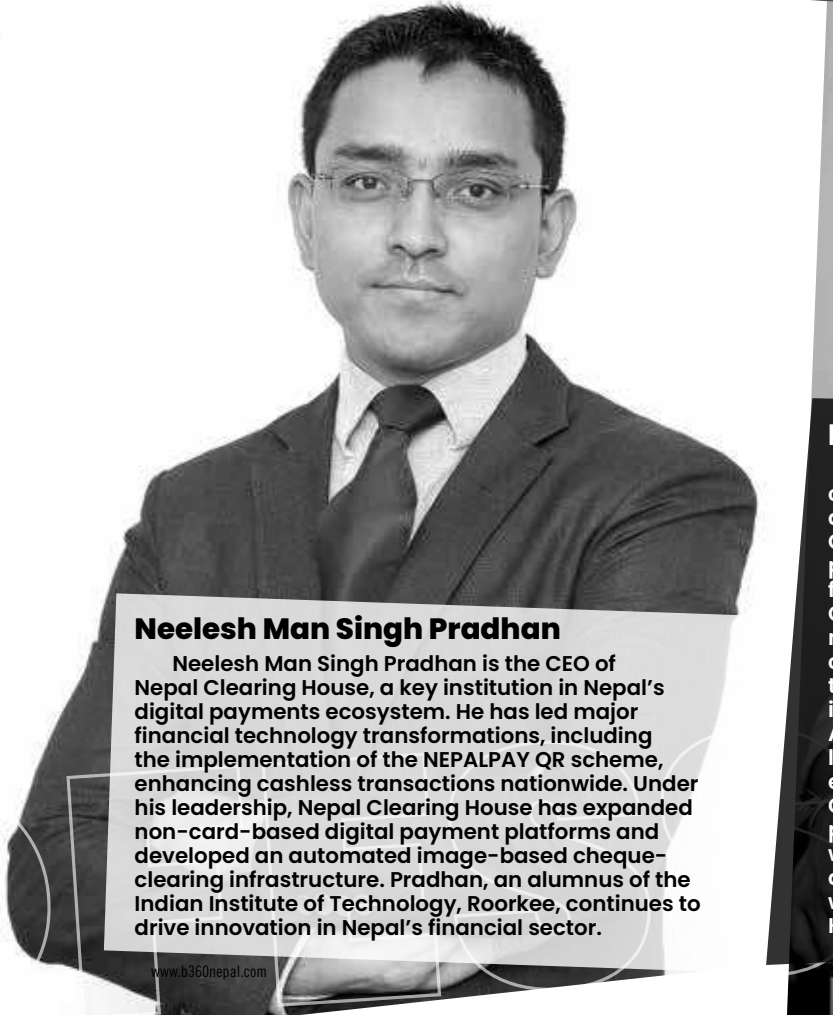 Neelesh Man Singh Pradhan
Neelesh Man Singh Pradhan is the CEO of
Nepal Clearing House, a key institution in Nepal's
digital payments ecosystem. He has led major
financial technology transformations, including
the implementation of the NEPALPAY QR scheme,
enhancing cashless transactions nationwide. Under
his leadership, Nepal Clearing House has expanded
non-card-based digital payment platforms and
developed an automated image-based cheque-
clearing infrastructure. Pradhan, an alumnus of the
Indian Institute of Technology, Roorkee, continues to
drive innovation in Nepal's financial sector.
www.b360nepal.com